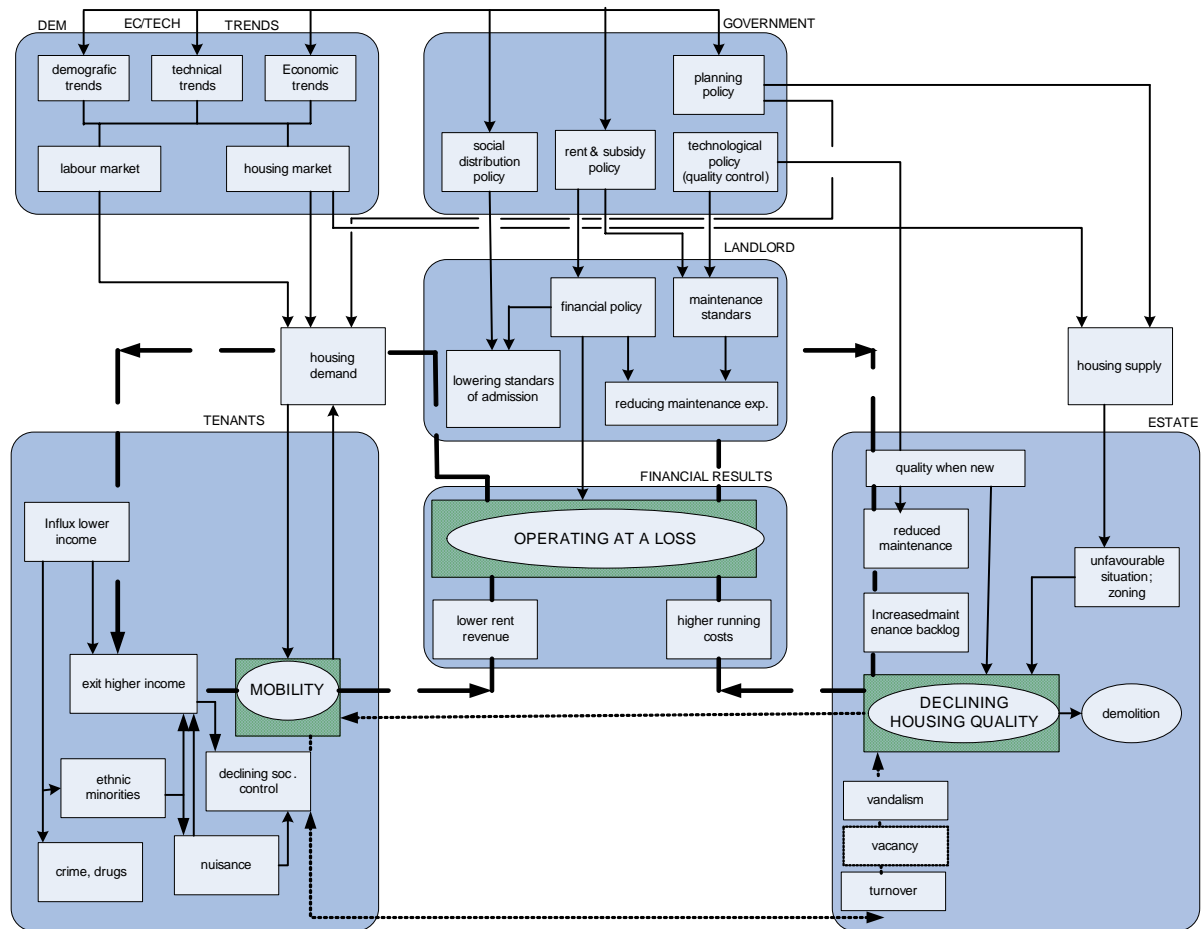 DEM
EC/TECH
TRENDS
GOVERNMENT
demografic
trends
technical
trends
Economic
trends
planning
policy
labour market
housing market
social
distribution
policy
rent & subsidy
policy
technological
policy
(quality control)
LANDLORD
financial policy
maintenance
standars
housing
demand
lowering standars
of admission
reducing maintenance exp.
housing supply
TENANTS
ESTATE
FINANCIAL RESULTS
quality when new
Influx lower
income
OPERATING AT A LOSS
reduced
maintenance
unfavourable
situation;
zoning
lower rent
revenue
higher running
costs
Increasedmaint
enance backlog
exit higher income
MOBILITY
DECLINING
HOUSING QUALITY
demolition
ethnic
minorities
declining soc.
control
vandalism
crime, drugs
nuisance
vacancy
turnover